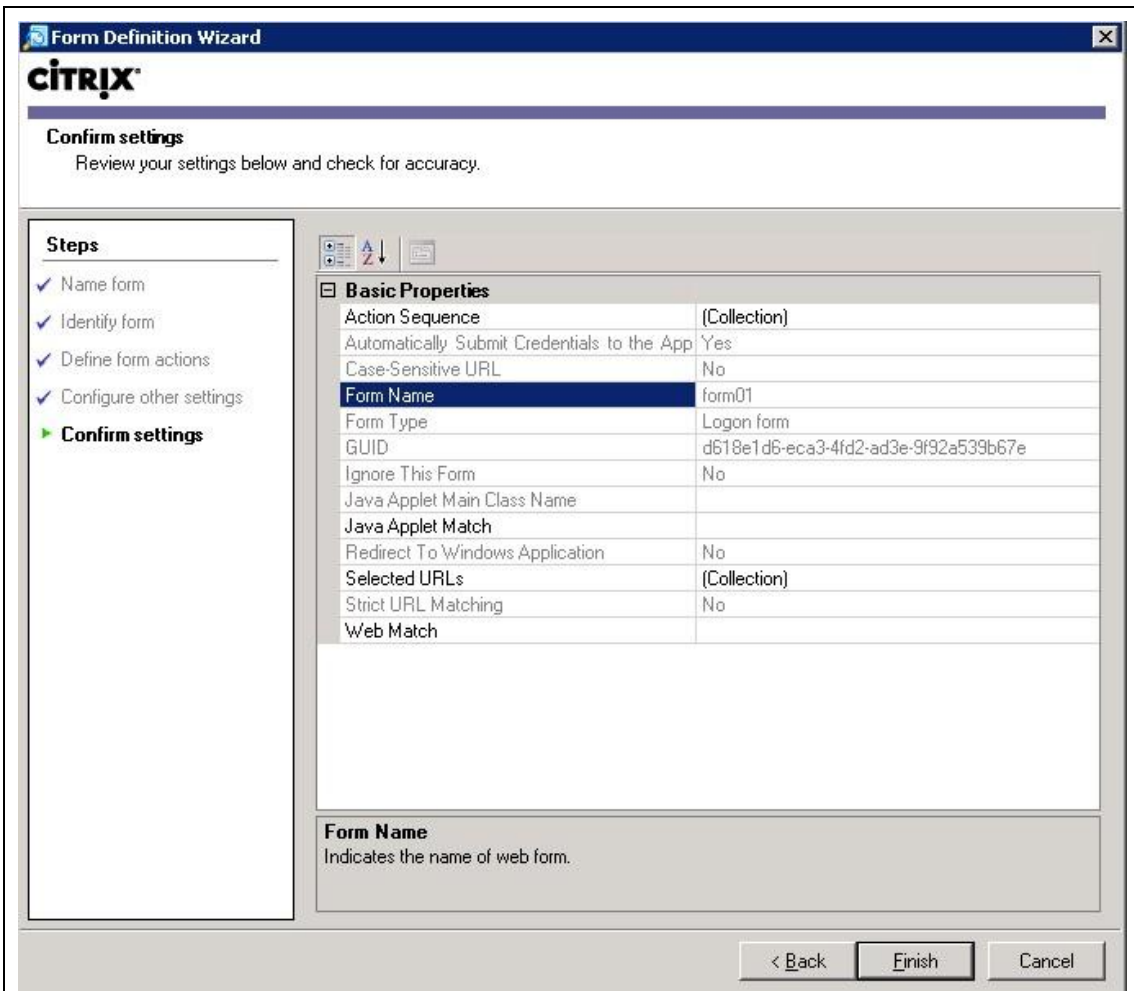 Form Definition Wizard
CITRIX
Confirm settings
Review your settings below and check for accuracy.
Steps
Name form
Identify form
Define form actions
Configure other settings
Confirm settings
Basic Properties
Action Sequence (Collection)
Automatically Submit Credentials to the App Yes
Case-Sensitive URL No
Form Name form01
Form Type Logon form
GUID d618e1d6-eca3-4fd2-ad3e-9f92a539b67e
Ignore This Form No
Java Applet Main Class Name
Java Applet Match
Redirect To Windows Application No
Selected URLs (Collection)
Strict URL Matching No
Web Match
Form Name
Indicates the name of web form.
< Back Finish Cancel